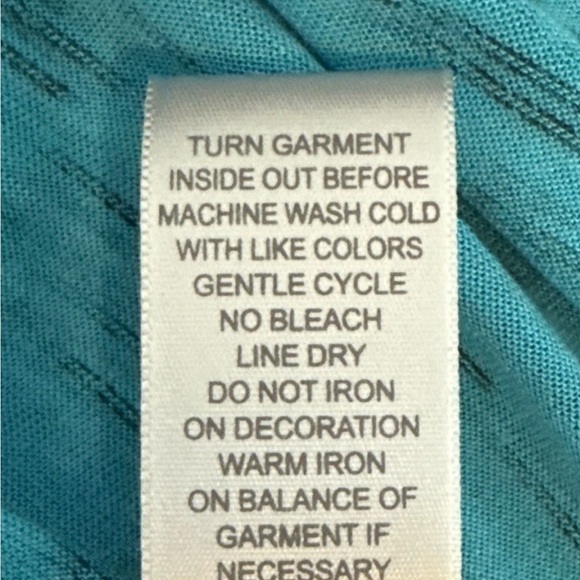 TURN GARMENT
INSIDE OUT BEFORE
MACHINE WASH COLD
WITH LIKE COLORS
GENTLE CYCLE
NO BLEACH
LINE DRY
DO NOT IRON
ON DECORATION
WARM IRON
ON BALANCE OF
GARMENT IF
NECESSARY